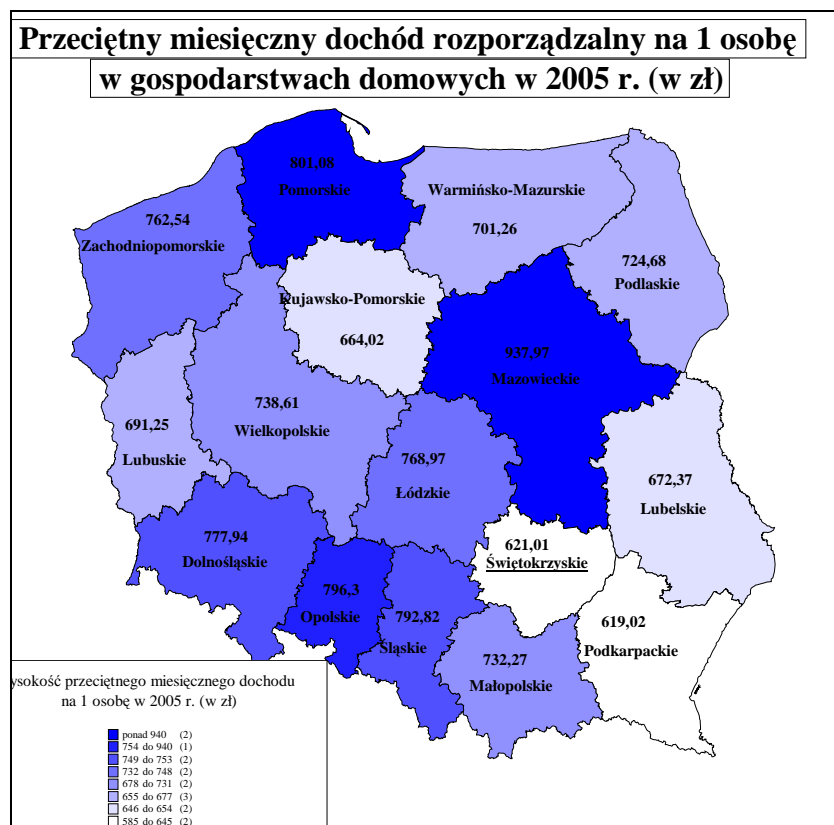 Przeciętny miesięczny dochód rozporządzalny na 1 osobę
w gospodarstwach domowych w 2005 r. (w zł)
801,08
Pomorskie
Warmińsko-Mazurskie
701,26
762,54
Zachodniopomorskie
724,68
Podlaskie
Kujawsko-Pomorskie
664,02
937,97
Mazowieckie
738,61
Wielkopolskie
691,25
Lubuskie
768,97
Łódzkie
672,37
Lubelskie
777,94
Dolnośląskie
621,01
Świętokrzyskie
796,3
Opolskie
792,82
Śląskie
619,02
Podkarpackie
732,27
Małopolskie
ysokość przeciętnego miesięcznego dochodu
na 1 osobę w 2005 r. (w zł)
ponad 940 (2)
754 do 940 (1)
749 do 753 (2)
732 do 748 (2)
678 do 731 (2)
655 do 677 (3)
646 do 654 (2)
585 do 645 (2)